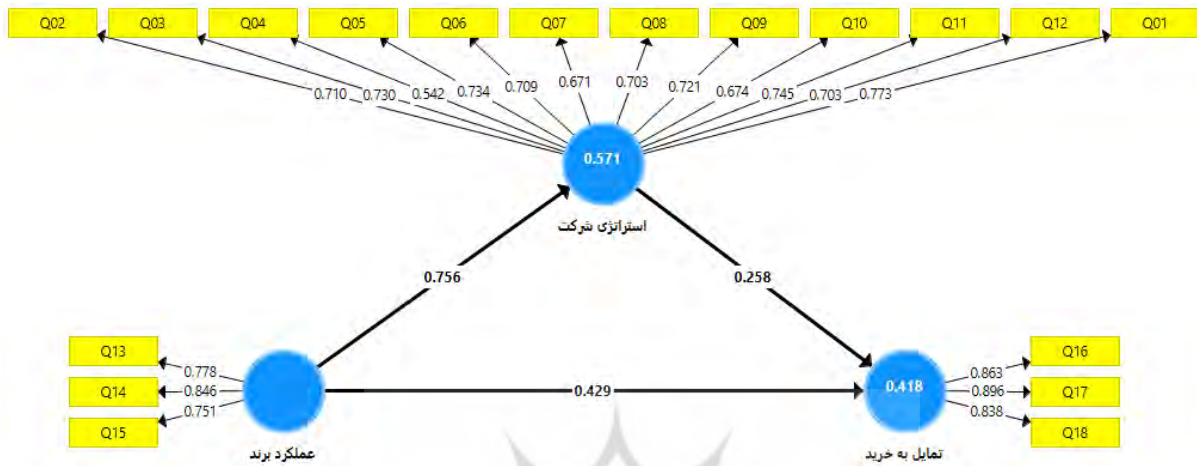 Q02 Q03 Q04 Q05 Q06 Q07 Q08 Q09 Q10 Q11 Q12 Q01
0.710 0.730 0.542 0.734 0.709 0.671 0.703 0.721 0.674 0.745 0.703 0.773
0.571
استراتژی شرکت
0.756 0.258
Q13 Q16
0.778 0.863
Q14 0.846 0.429 0.418 0.896 Q17
0.751 0.838
Q15 Q18
عملکرد برند تمایل به خرید